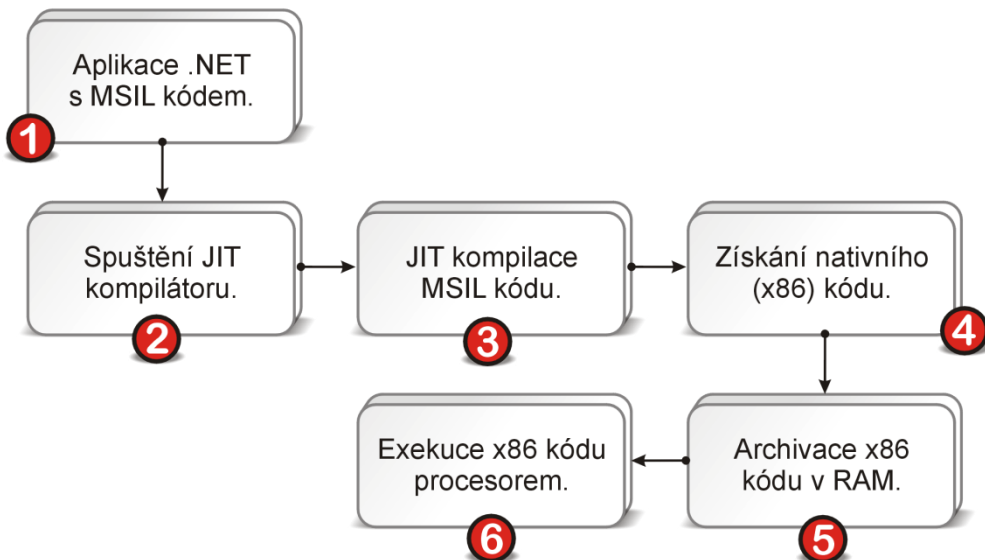 Aplikace .NET
s MSIL kódem.
1
Spuštění JIT
kompilátoru.
2
JIT kompilace
MSIL kódu.
3
Získání nativního
(x86) kódu.
4
Archivace x86
kódu v RAM.
5
Exekuce x86 kódu
procesorem.
6